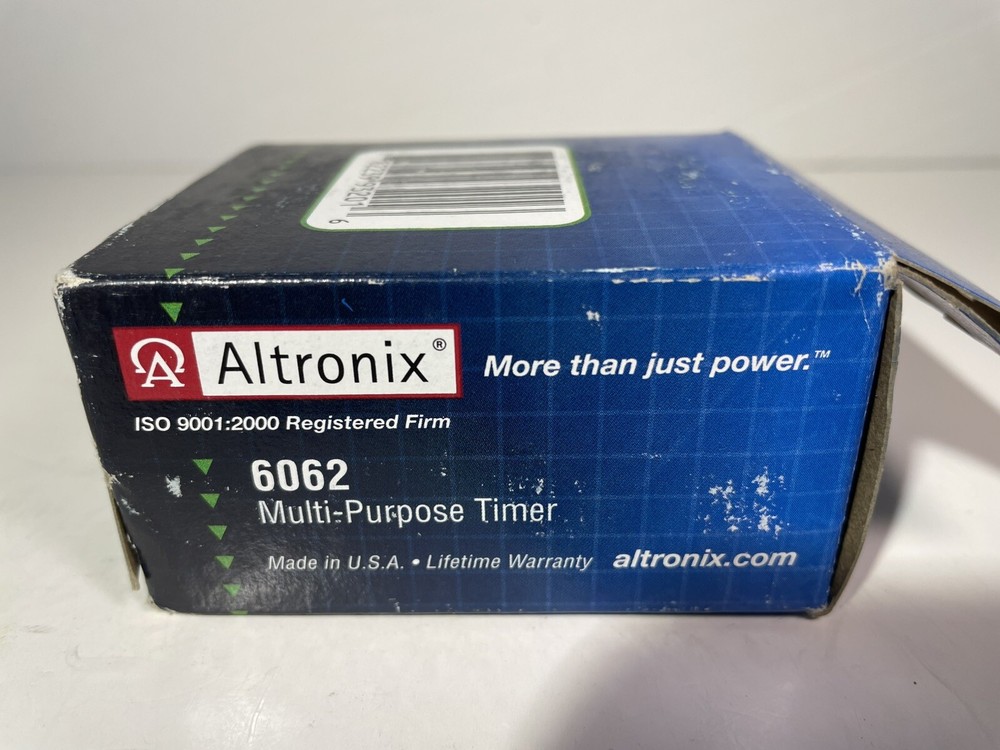 Altronix®
More than just power.™
ISO 9001:2000 Registered Firm
6062
Multi-Purpose Timer
Made in U.S.A. • Lifetime Warranty altronix.com